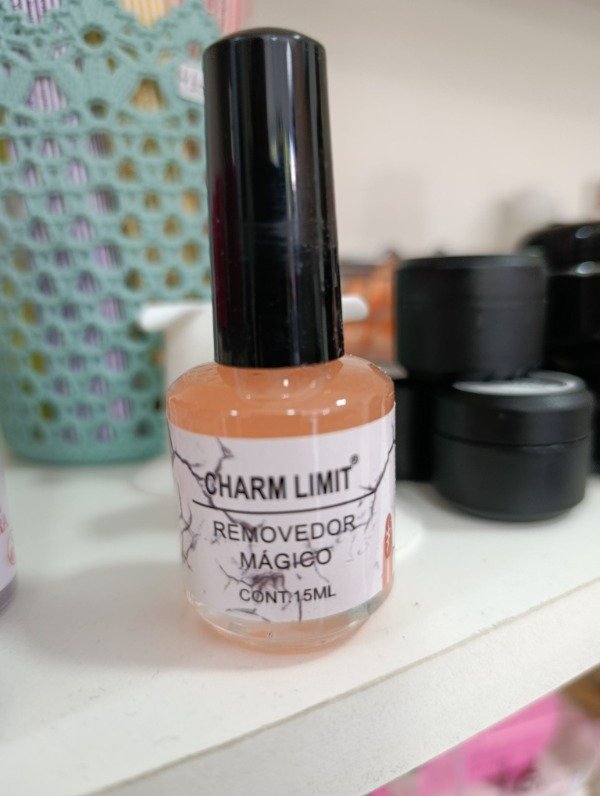 CHARM LIMIT®
REMOVEDOR
MÁGICO
CONT:15ML